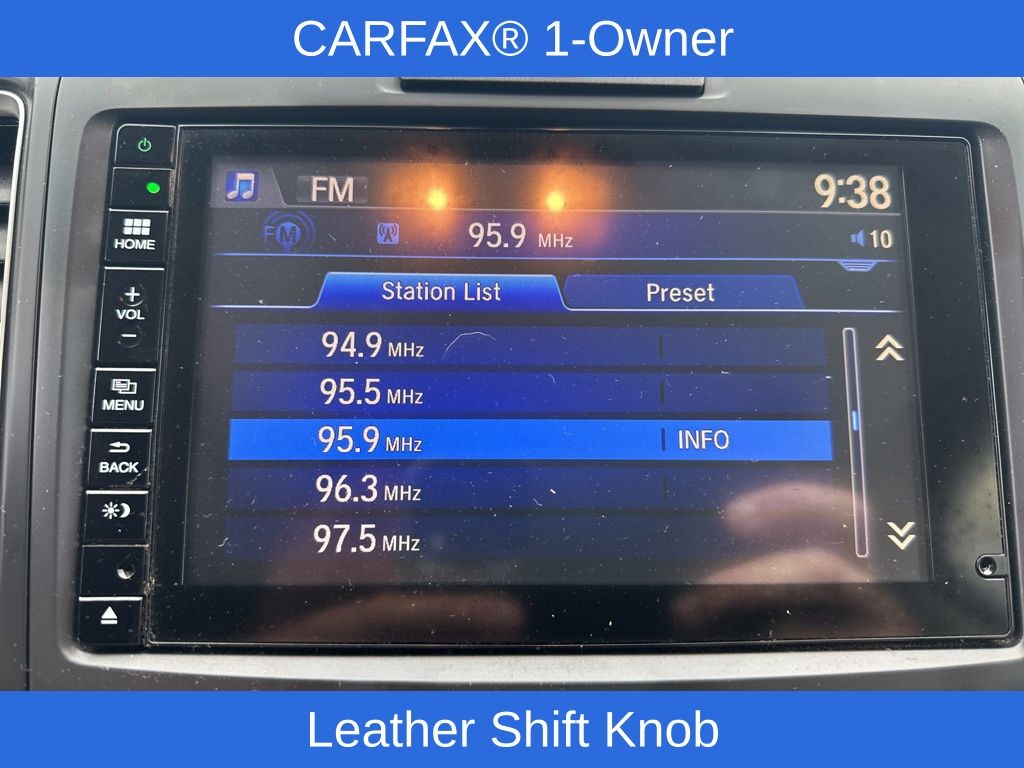 CARFAX® 1-Owner
FM 9:38
FM 95.9 MHz 10
HOME
Station List Preset
+
VOL
-
94.9 MHz
95.5 MHz
MENU
95.9 MHz INFO
BACK
96.3 MHz
97.5 MHz
Leather Shift Knob